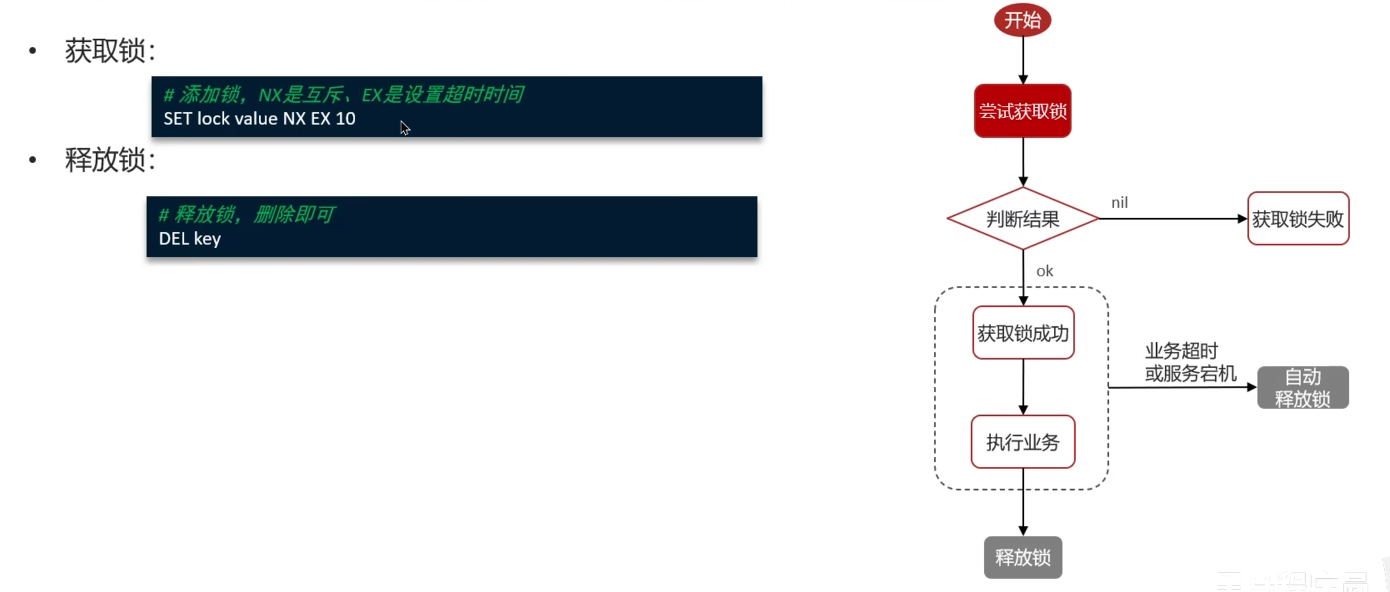 • 获取锁：
# 添加锁，NX是互斥、EX是设置超时时间
SET lock value NX EX 10
• 释放锁：
# 释放锁，删除即可
DEL key
开始
尝试获取锁
判断结果
nil
获取锁失败
ok
获取锁成功
业务超时
或服务宕机
自动
释放锁
执行业务
释放锁